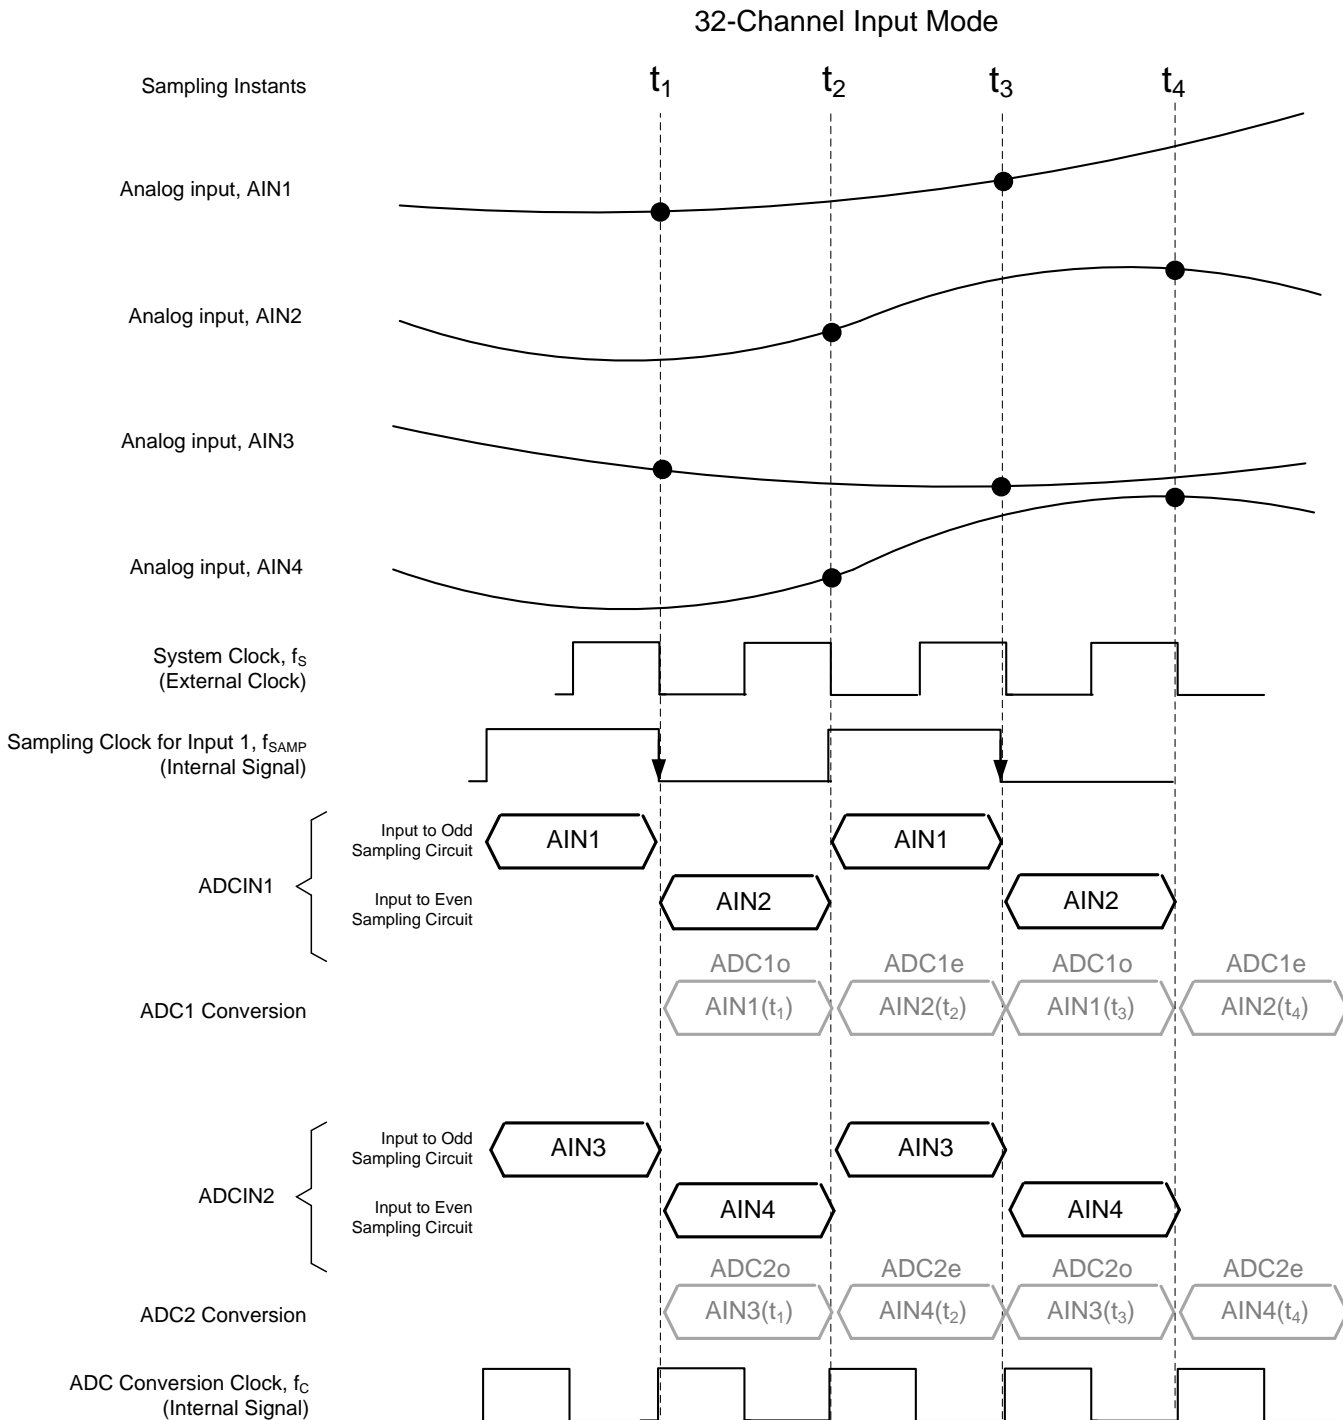 32-Channel Input Mode
Sampling Instants
t1 t2 t3 t4
Analog input, AIN1
Analog input, AIN2
Analog input, AIN3
Analog input, AIN4
System Clock, fS
(External Clock)
Sampling Clock for Input 1, fSAMP
(Internal Signal)
Input to Odd
Sampling Circuit
AIN1 AIN1
ADCIN1
Input to Even
Sampling Circuit
AIN2 AIN2
ADC1o ADC1e ADC1o ADC1e
ADC1 Conversion
AIN1(t1) AIN2(t2) AIN1(t3) AIN2(t4)
Input to Odd
Sampling Circuit
AIN3 AIN3
ADCIN2
Input to Even
Sampling Circuit
AIN4 AIN4
ADC2o ADC2e ADC2o ADC2e
ADC2 Conversion
AIN3(t1) AIN4(t2) AIN3(t3) AIN4(t4)
ADC Conversion Clock, fC
(Internal Signal)